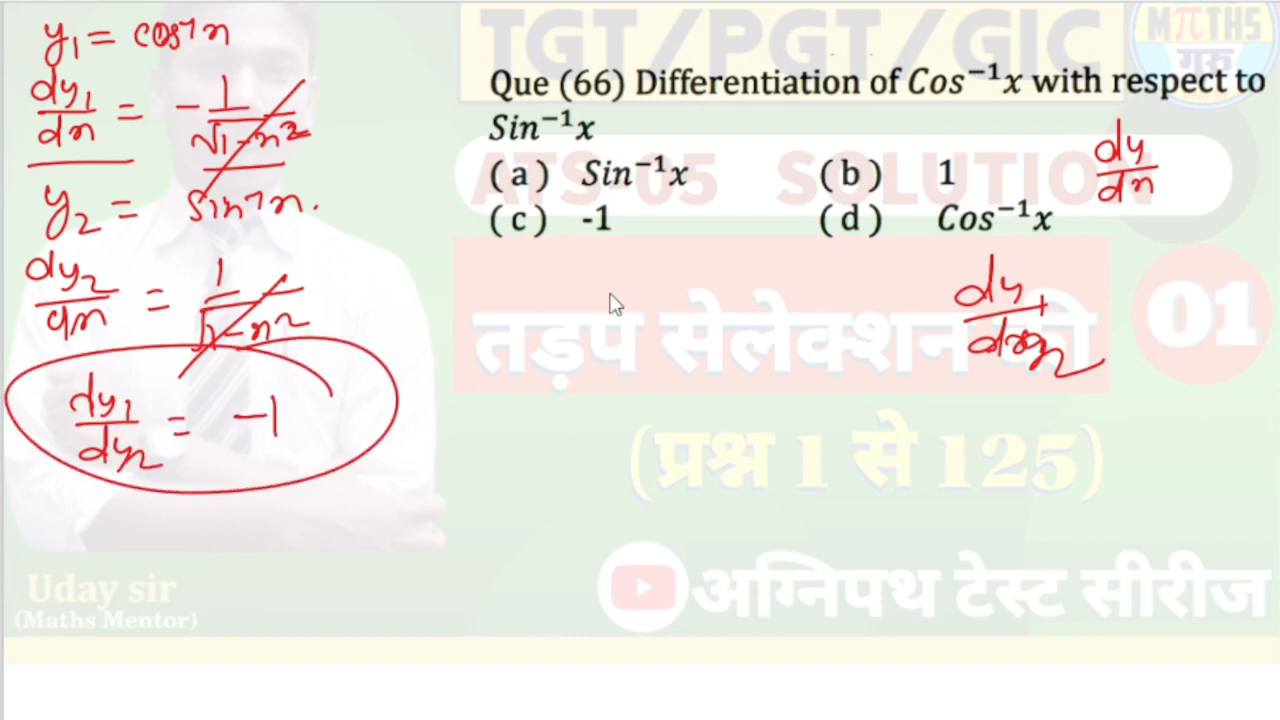 TGT/PGT/GIC
MπTHS
गुरु
Que (66) Differentiation of Cos⁻¹x with respect to
Sin⁻¹x
ATS 05 SOLUTION
(a) Sin⁻¹x (b) 1
(c) -1 (d) Cos⁻¹x
dy/dx
dy₁/dy₂
y₁ = cos⁻¹x
dy₁/dx = -1/√1-x²
y₂ = sin⁻¹x.
dy₂/dx = 1/√1-x²
dy₁/dy₂ = -1
तड़प सेलेक्शन की
01
(प्रश्न 1 से 125)
अग्निपथ टेस्ट सीरीज
Uday sir
(Maths Mentor)